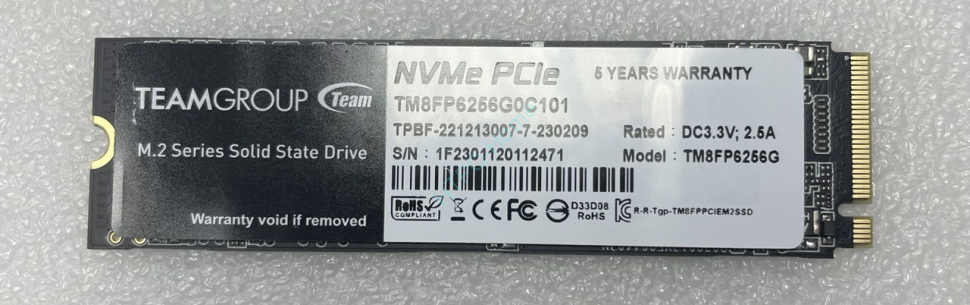 TEAMGROUP Team
M.2 Series Solid State Drive
Warranty void if removed
NVMe PCIe
5 YEARS WARRANTY
TM8FP6256G0C101
TPBF-221213007-7-230209
Rated : DC3.3V; 2.5A
S/N : 1F2301120112471
Model : TM8FP6256G
RoHS
COMPLIANT
CE FC
D33D08
RoHS
R-R-Tgp-TM8FPPCIEM2SSD